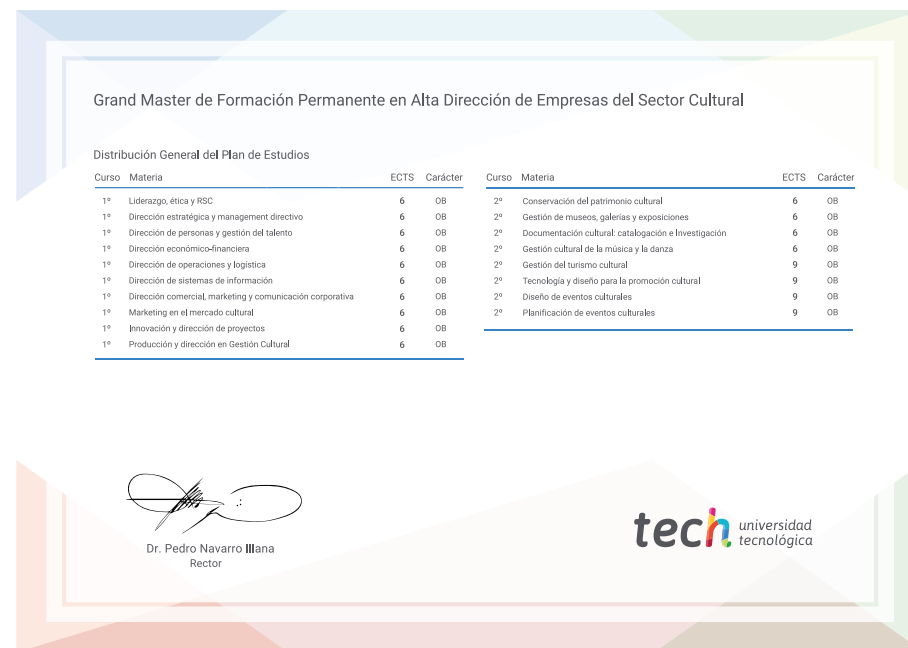 Grand Master de Formación Permanente en Alta Dirección de Empresas del Sector Cultural
Distribución General del Plan de Estudios
Curso Materia ECTS Carácter
1º Liderazgo, ética y RSC 6 OB
1º Dirección estratégica y management directivo 6 OB
1º Dirección de personas y gestión del talento 6 OB
1º Dirección económico-financiera 6 OB
1º Dirección de operaciones y logística 6 OB
1º Dirección de sistemas de información 6 OB
1º Dirección comercial, marketing y comunicación corporativa 6 OB
1º Marketing en el mercado cultural 6 OB
1º Innovación y dirección de proyectos 6 OB
1º Producción y dirección en Gestión Cultural 6 OB
Curso Materia ECTS Carácter
2º Conservación del patrimonio cultural 6 OB
2º Gestión de museos, galerías y exposiciones 6 OB
2º Documentación cultural: catalogación e Investigación 6 OB
2º Gestión cultural de la música y la danza 6 OB
2º Gestión del turismo cultural 9 OB
2º Tecnología y diseño para la promoción cultural 9 OB
2º Diseño de eventos culturales 9 OB
2º Planificación de eventos culturales 9 OB
Dr. Pedro Navarro Illana
Rector
tech universidad
tecnológica